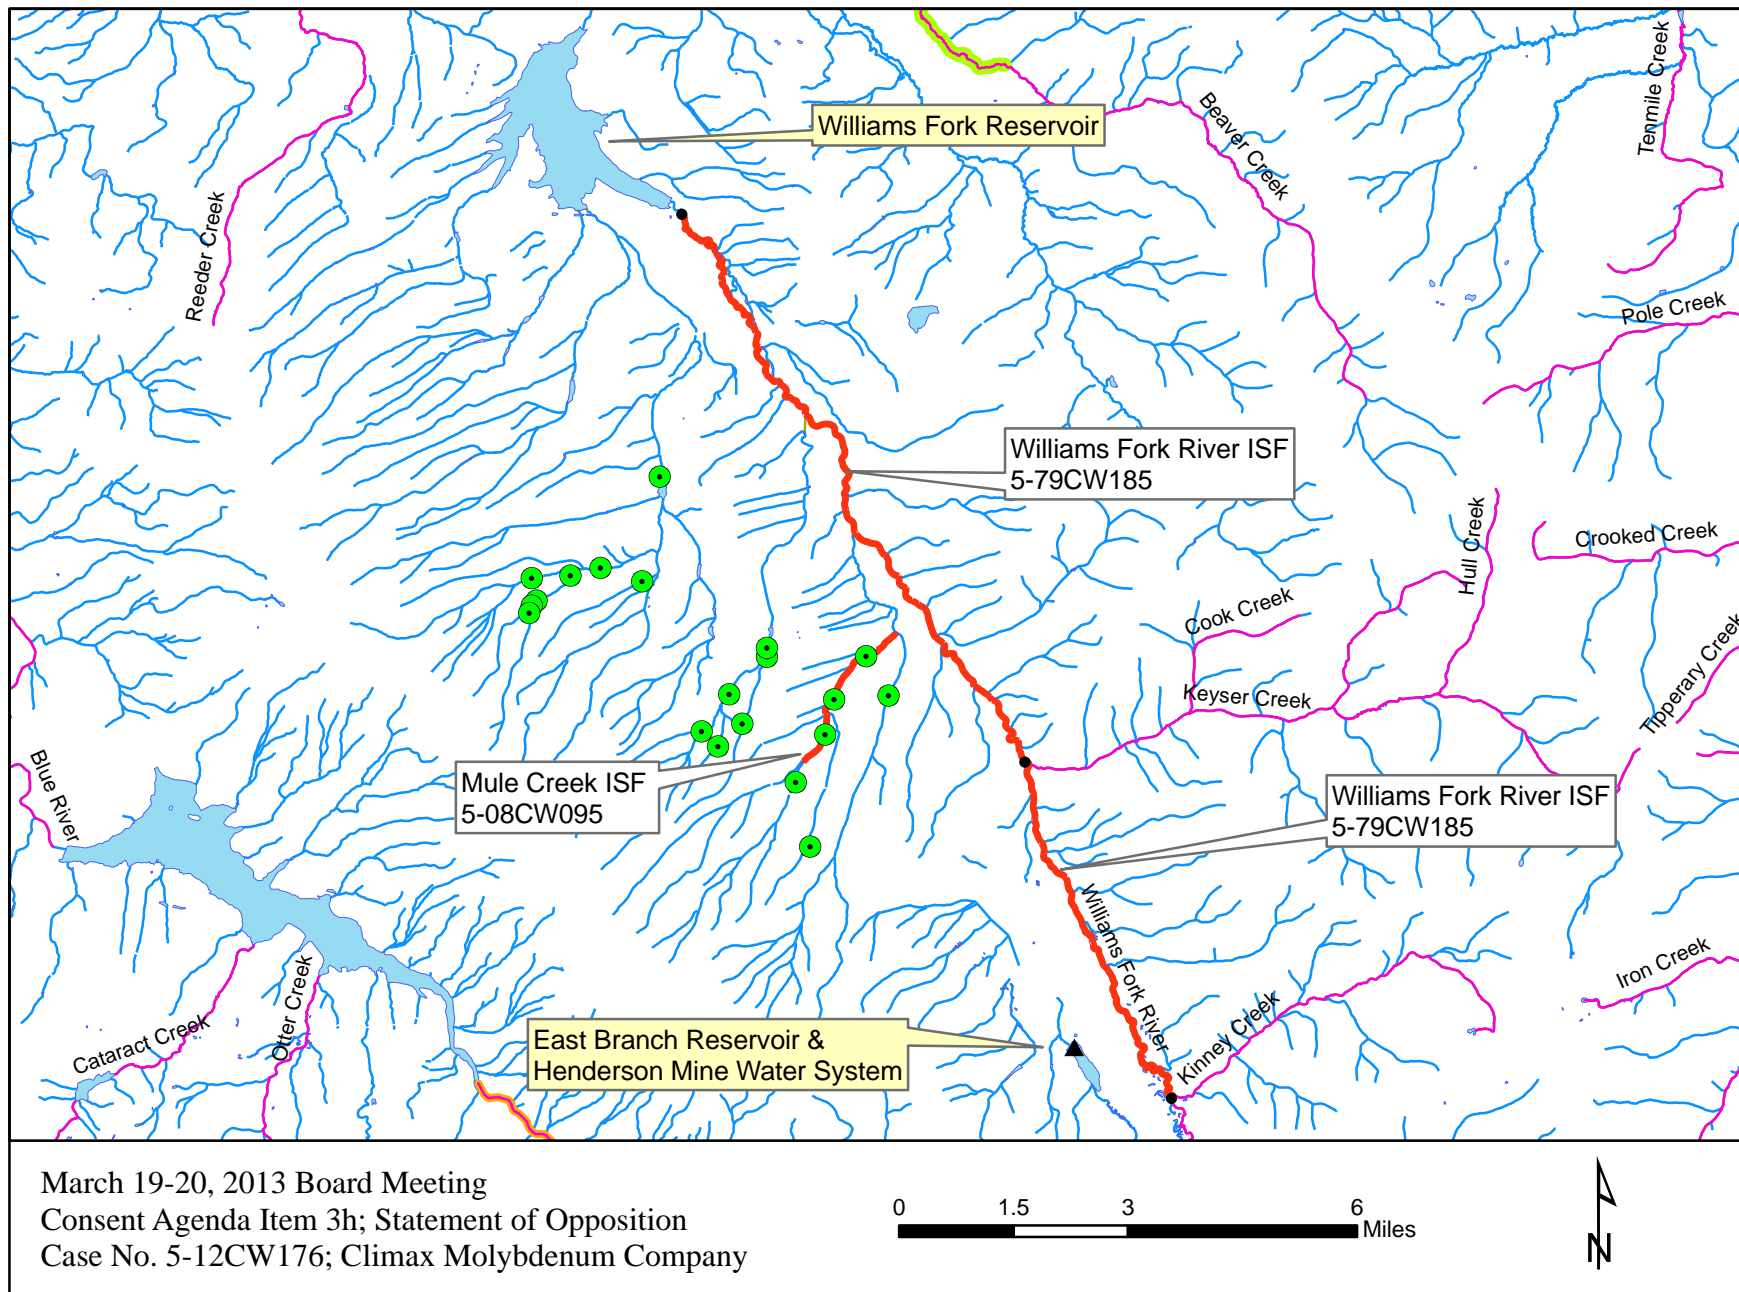 Williams Fork Reservoir
Beaver Creek
Tenmile Creek
Reeder Creek
Pole Creek
Williams Fork River ISF
5-79CW185
Hull Creek
Crooked Creek
Cook Creek
Keyser Creek
Tipperary Creek
Blue River
Mule Creek ISF
5-08CW095
Williams Fork River ISF
5-79CW185
Williams Fork River
Iron Creek
Kinney Creek
Otter Creek
Cataract Creek
East Branch Reservoir &
Henderson Mine Water System
March 19-20, 2013 Board Meeting
Consent Agenda Item 3h; Statement of Opposition
Case No. 5-12CW176; Climax Molybdenum Company
0 1.5 3 6
Miles
N